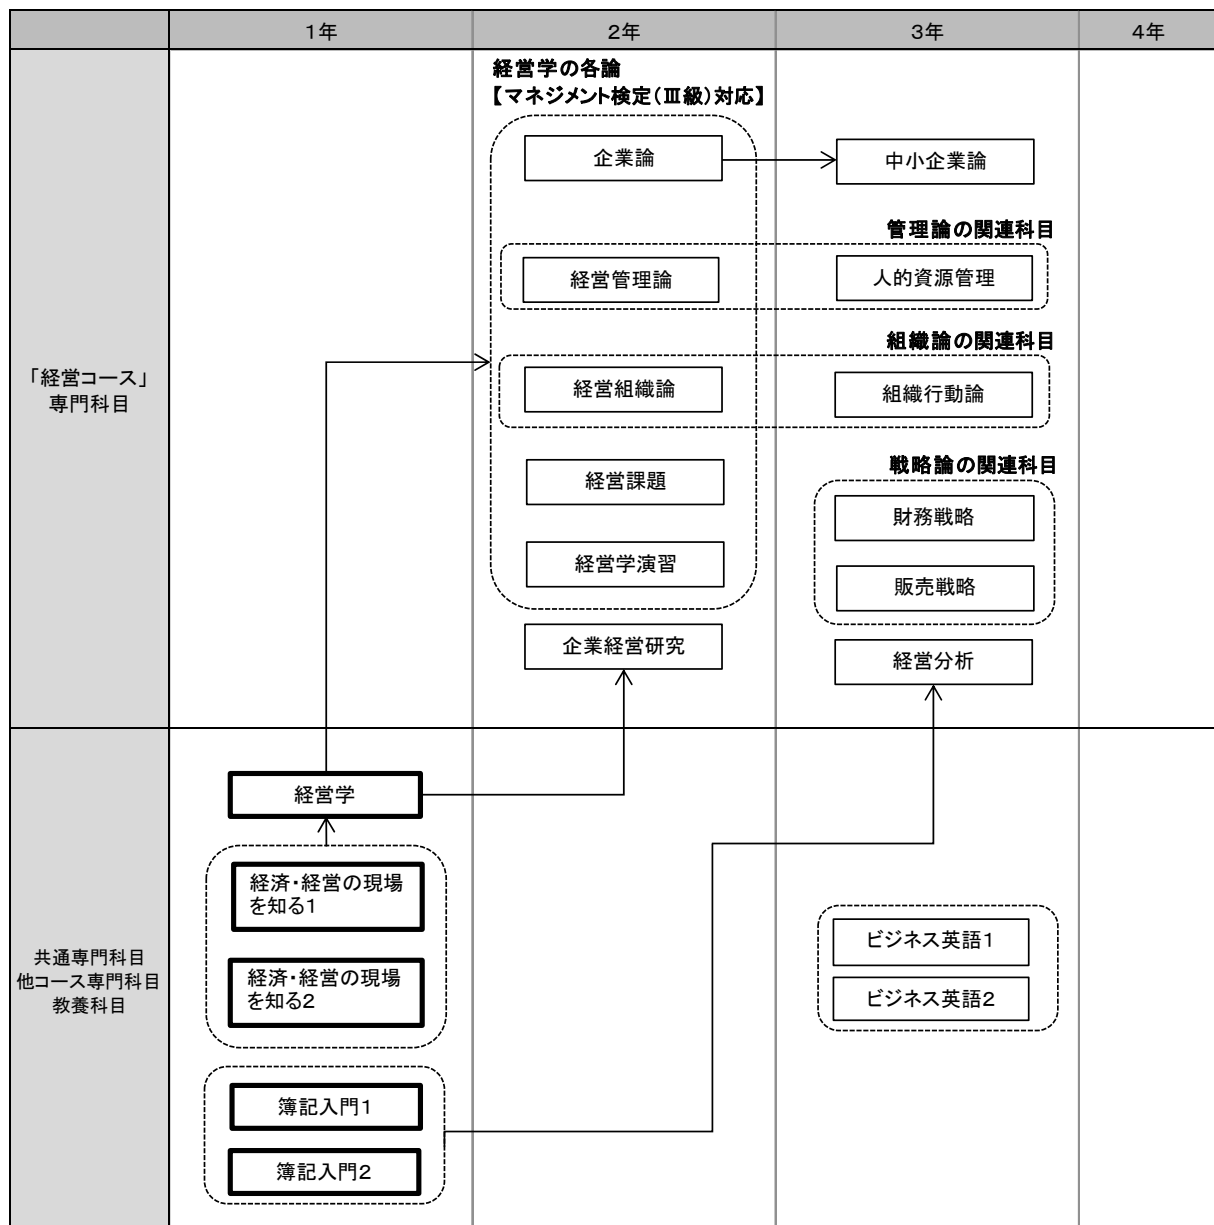 1年
2年
3年
4年
「経営コース」
専門科目
経営学の各論
【マネジメント検定(Ⅲ級)対応】
企業論
中小企業論
管理論の関連科目
経営管理論
人的資源管理
組織論の関連科目
経営組織論
組織行動論
戦略論の関連科目
経営課題
財務戦略
経営学演習
販売戦略
企業経営研究
経営分析
共通専門科目
他コース専門科目
教養科目
経営学
経済・経営の現場
を知る1
経済・経営の現場
を知る2
ビジネス英語1
ビジネス英語2
簿記入門1
簿記入門2